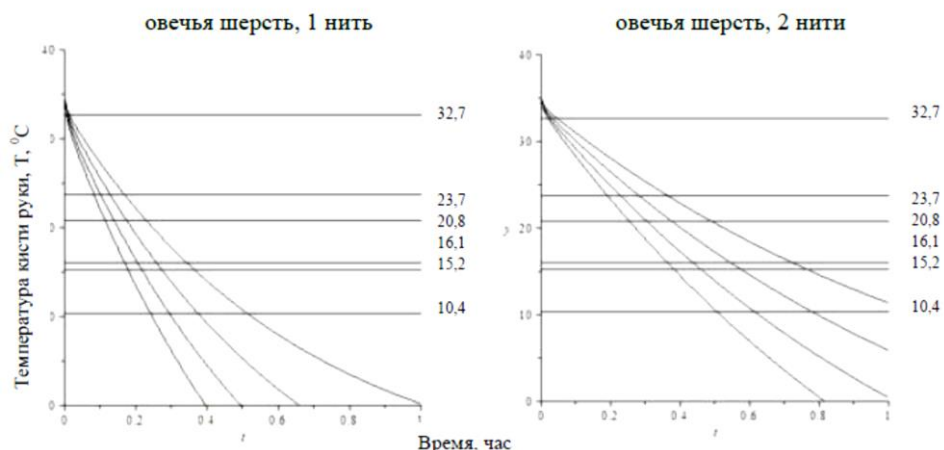 овечья шерсть, 1 нить
овечья шерсть, 2 нити
Температура кисти руки, Т, ⁰С
40
32,7
23,7
20,8
16,1
15,2
10,4
0
0 0.2 0.4 0.6 0.8 1
t
40
30
20
10
0
32,7
23,7
20,8
16,1
15,2
10,4
0 0.2 0.4 0.6 0.8 1
t
Время, час